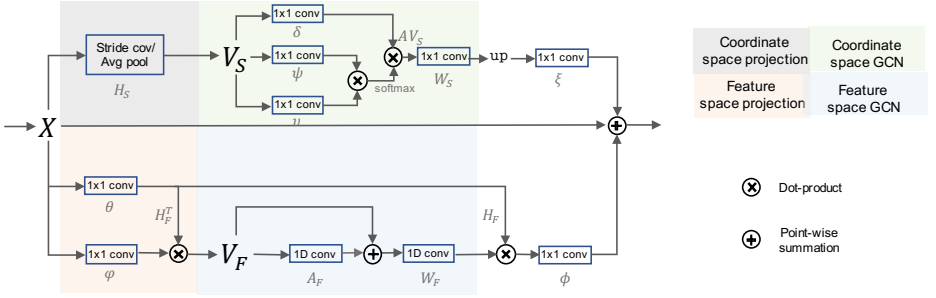 Stride cov/
Avg pool
H_S
V_S
1x1 conv
δ
1x1 conv
ψ
1x1 conv
υ
softmax
AV_S
1x1 conv
W_S
up
1x1 conv
ξ
X
1x1 conv
θ
H_F^T
H_F
1x1 conv
φ
V_F
1D conv
A_F
1D conv
W_F
1x1 conv
ϕ
Coordinate
space projection
Coordinate
space GCN
Feature
space projection
Feature
space GCN
Dot-product
Point-wise
summation